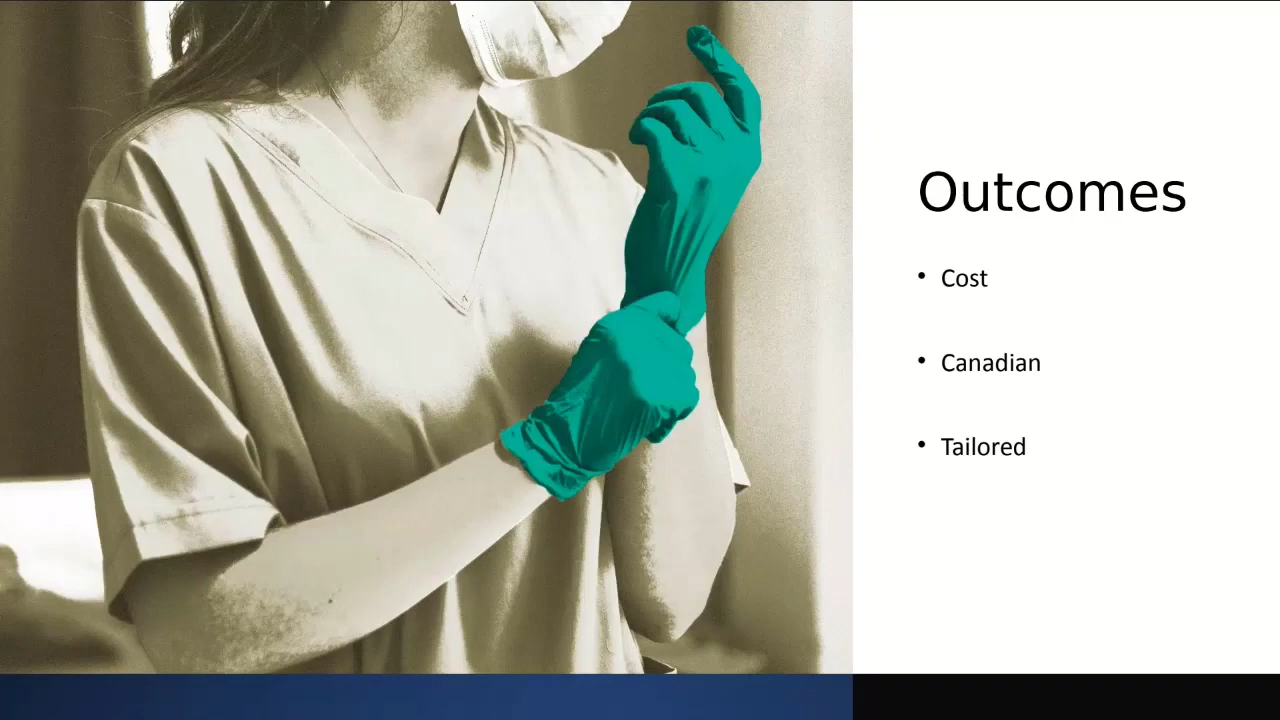 Outcomes
• Cost
• Canadian
• Tailored